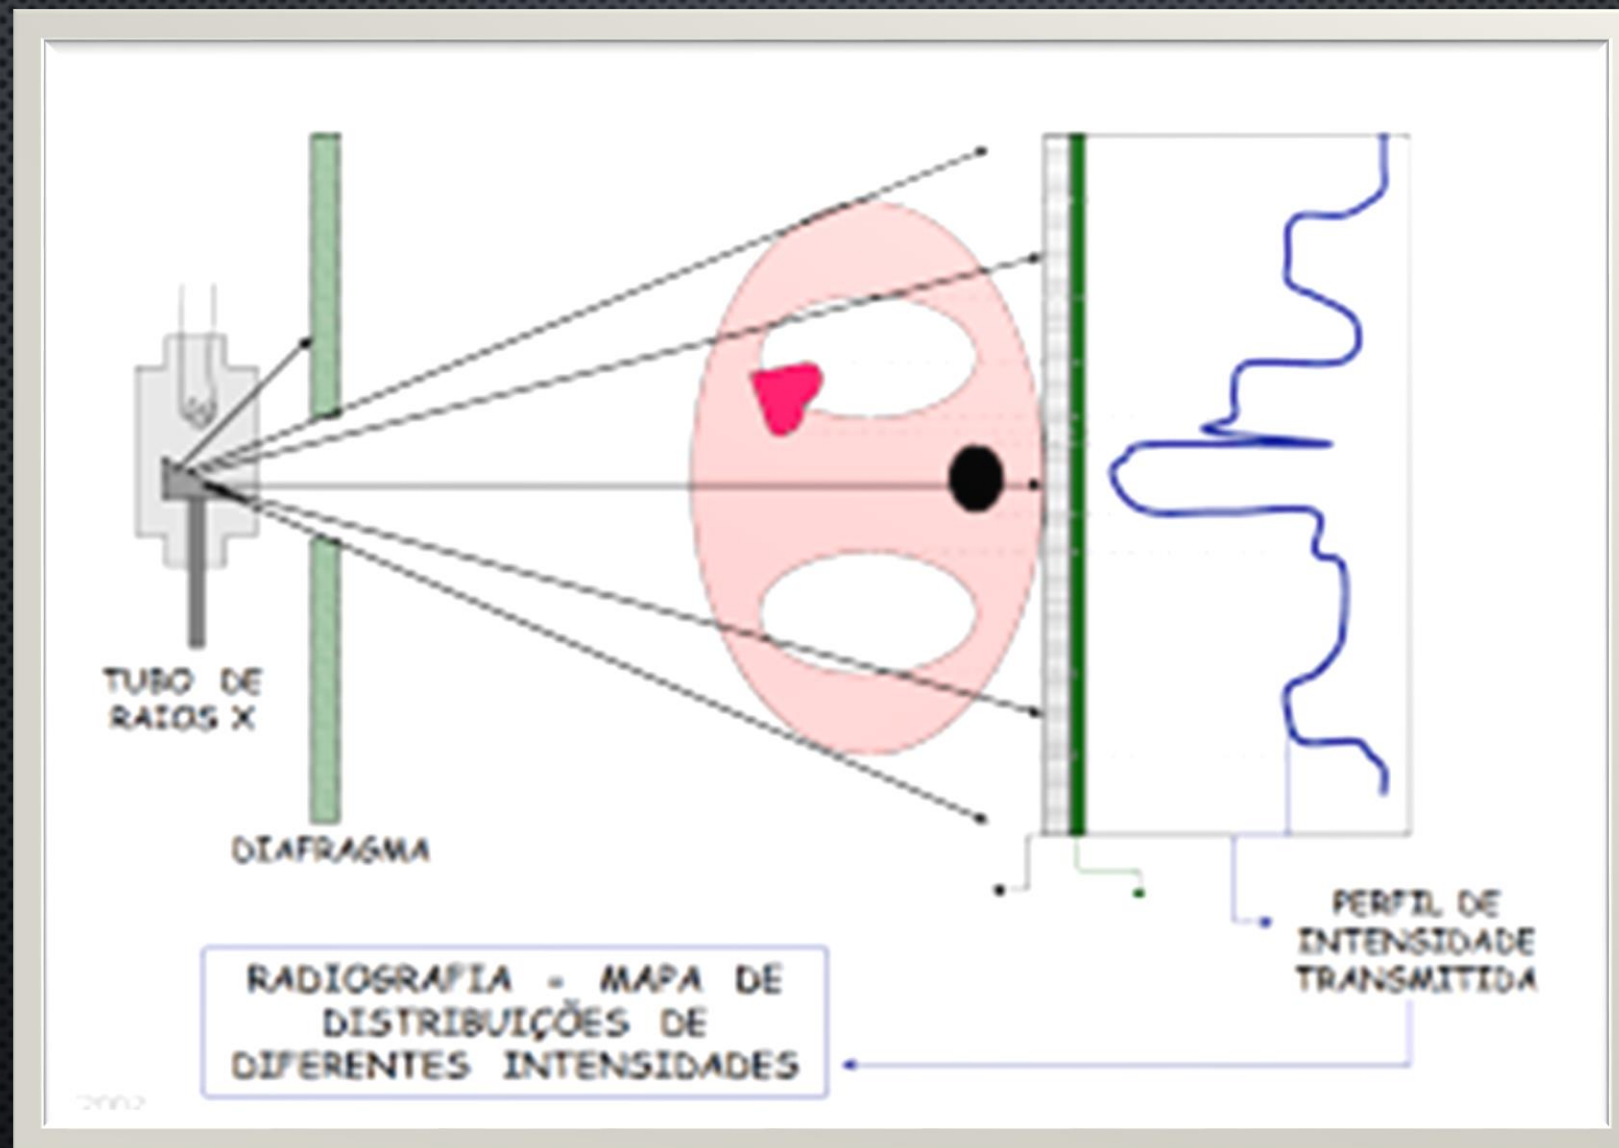 TUBO DE
RAIOS X
DIAFRAGMA
PERFIL DE
INTENSIDADE
TRANSMITIDA
RADIOGRAFIA - MAPA DE
DISTRIBUIÇÕES DE
DIFERENTES INTENSIDADES